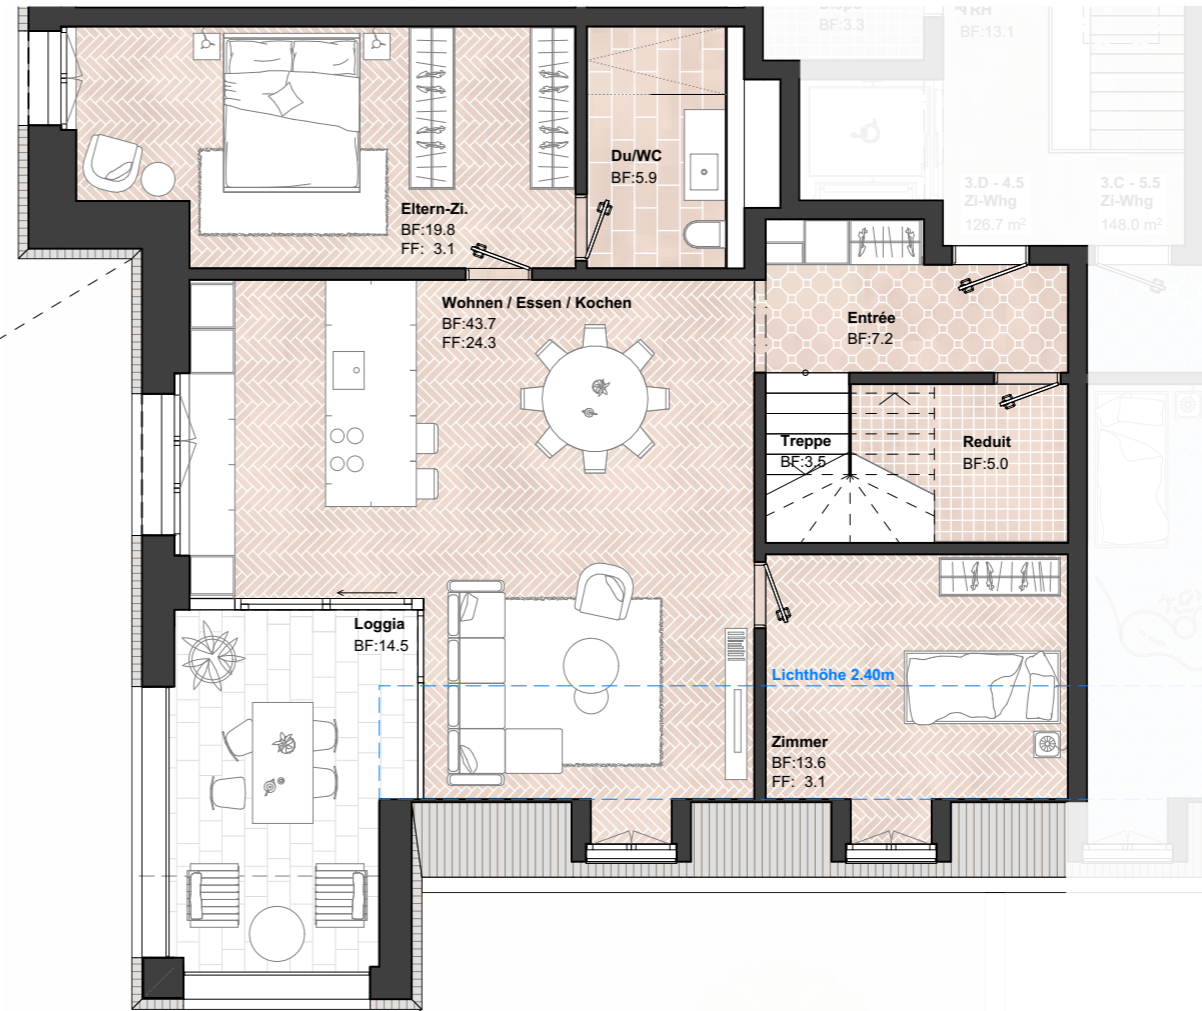 BF:3.3
BF:13.1
Du/WC
BF:5.9
3.D - 4.5
Zi-Whg
126.7 m²
3.C - 5.5
Zi-Whg
148.0 m²
Eltern-Zi.
BF:19.8
FF: 3.1
Wohnen / Essen / Kochen
BF:43.7
FF:24.3
Entrée
BF:7.2
Treppe
BF:3.5
Reduit
BF:5.0
Loggia
BF:14.5
Lichthöhe 2.40m
Zimmer
BF:13.6
FF: 3.1